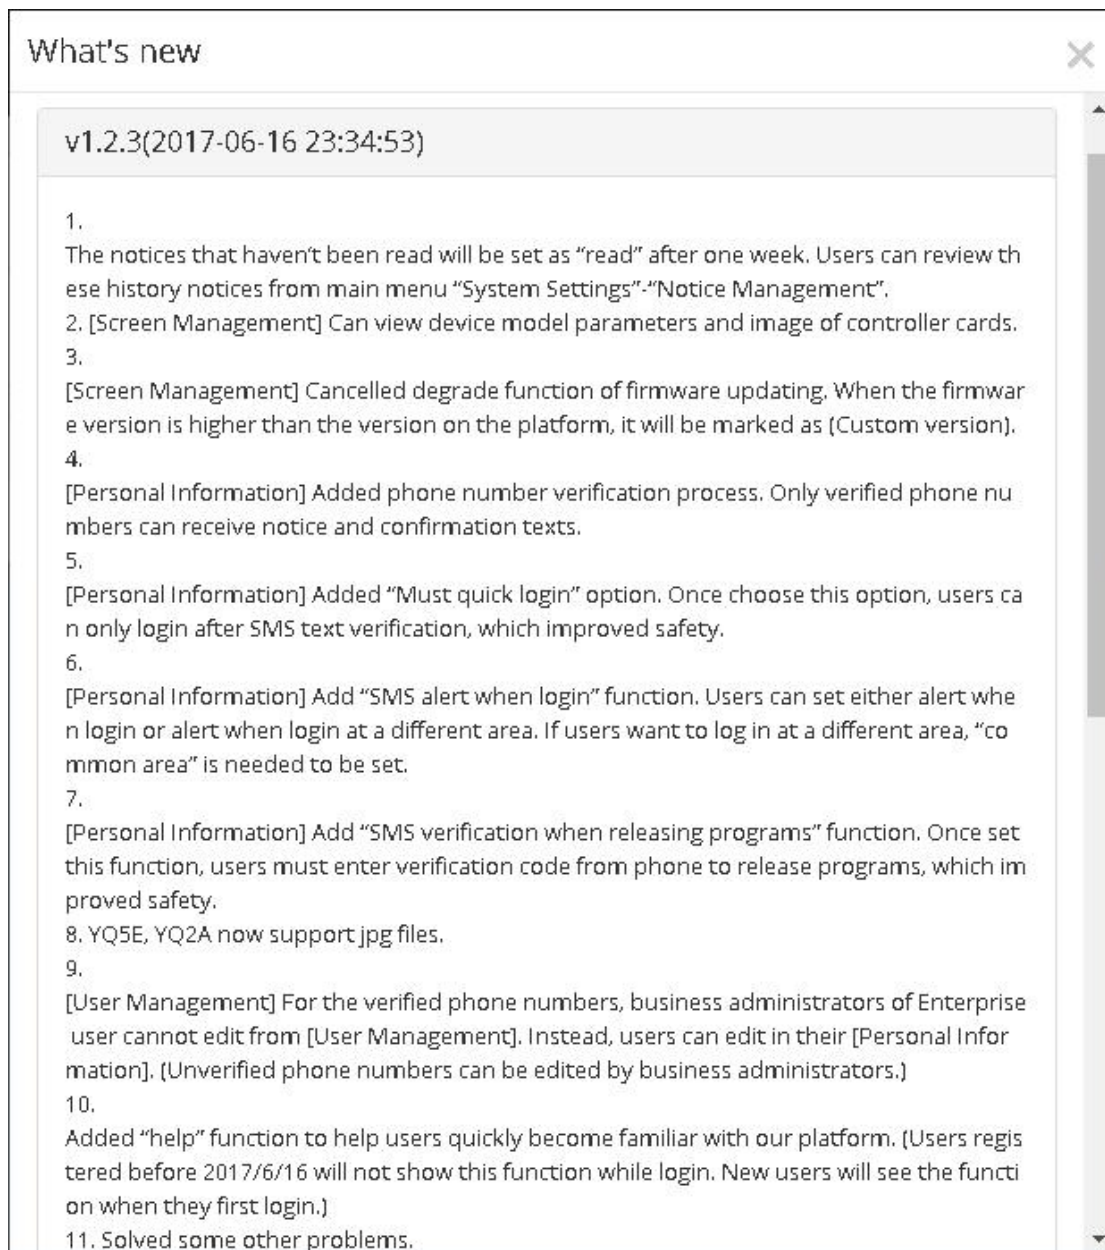 What's new
v1.2.3(2017-06-16 23:34:53)
1.
The notices that haven't been read will be set as “read” after one week. Users can review th
ese history notices from main menu “System Settings”-“Notice Management”.
2. [Screen Management] Can view device model parameters and image of controller cards.
3.
[Screen Management] Cancelled degrade function of firmware updating. When the firmwar
e version is higher than the version on the platform, it will be marked as (Custom version).
4.
[Personal Information] Added phone number verification process. Only verified phone nu
mbers can receive notice and confirmation texts.
5.
[Personal Information] Added “Must quick login” option. Once choose this option, users ca
n only login after SMS text verification, which improved safety.
6.
[Personal Information] Add “SMS alert when login” function. Users can set either alert whe
n login or alert when login at a different area. If users want to log in at a different area, “co
mmon area” is needed to be set.
7.
[Personal Information] Add “SMS verification when releasing programs” function. Once set
this function, users must enter verification code from phone to release programs, which im
proved safety.
8. YQ5E, YQ2A now support jpg files.
9.
[User Management] For the verified phone numbers, business administrators of Enterprise
user cannot edit from [User Management]. Instead, users can edit in their [Personal Infor
mation]. (Unverified phone numbers can be edited by business administrators.)
10.
Added “help” function to help users quickly become familiar with our platform. (Users regis
tered before 2017/6/16 will not show this function while login. New users will see the functi
on when they first login.)
11. Solved some other problems.